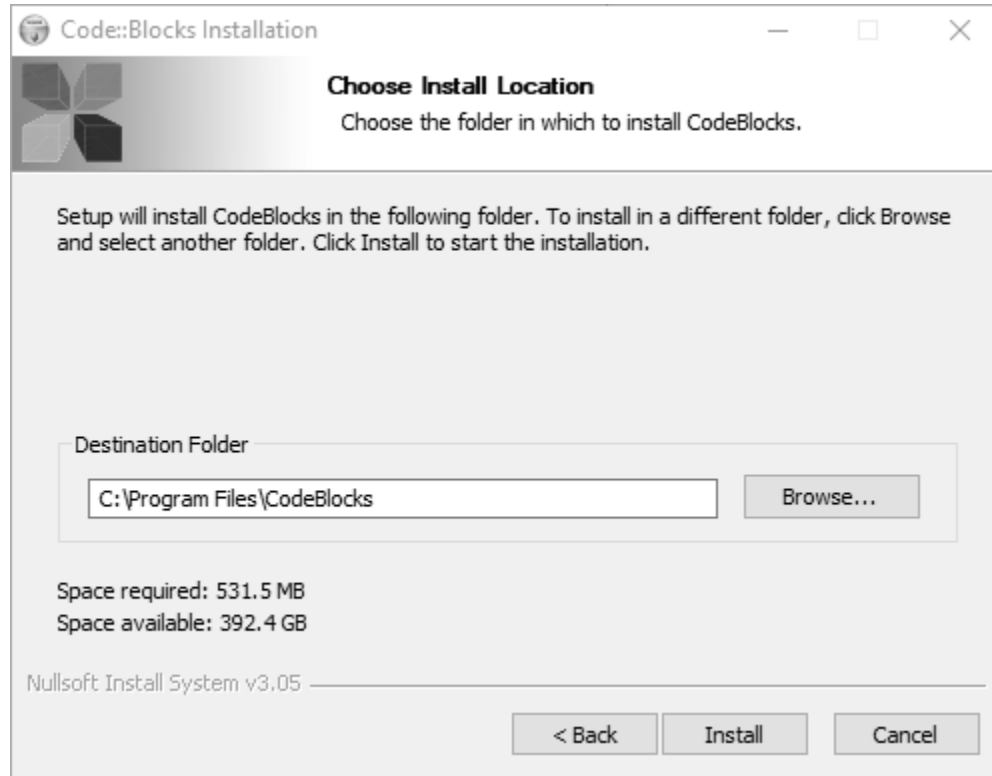 Code::Blocks Installation
Choose Install Location
Choose the folder in which to install CodeBlocks.
Setup will install CodeBlocks in the following folder. To install in a different folder, click Browse
and select another folder. Click Install to start the installation.
Destination Folder
C:\Program Files\CodeBlocks
Browse...
Space required: 531.5 MB
Space available: 392.4 GB
Nullsoft Install System v3.05
< Back
Install
Cancel